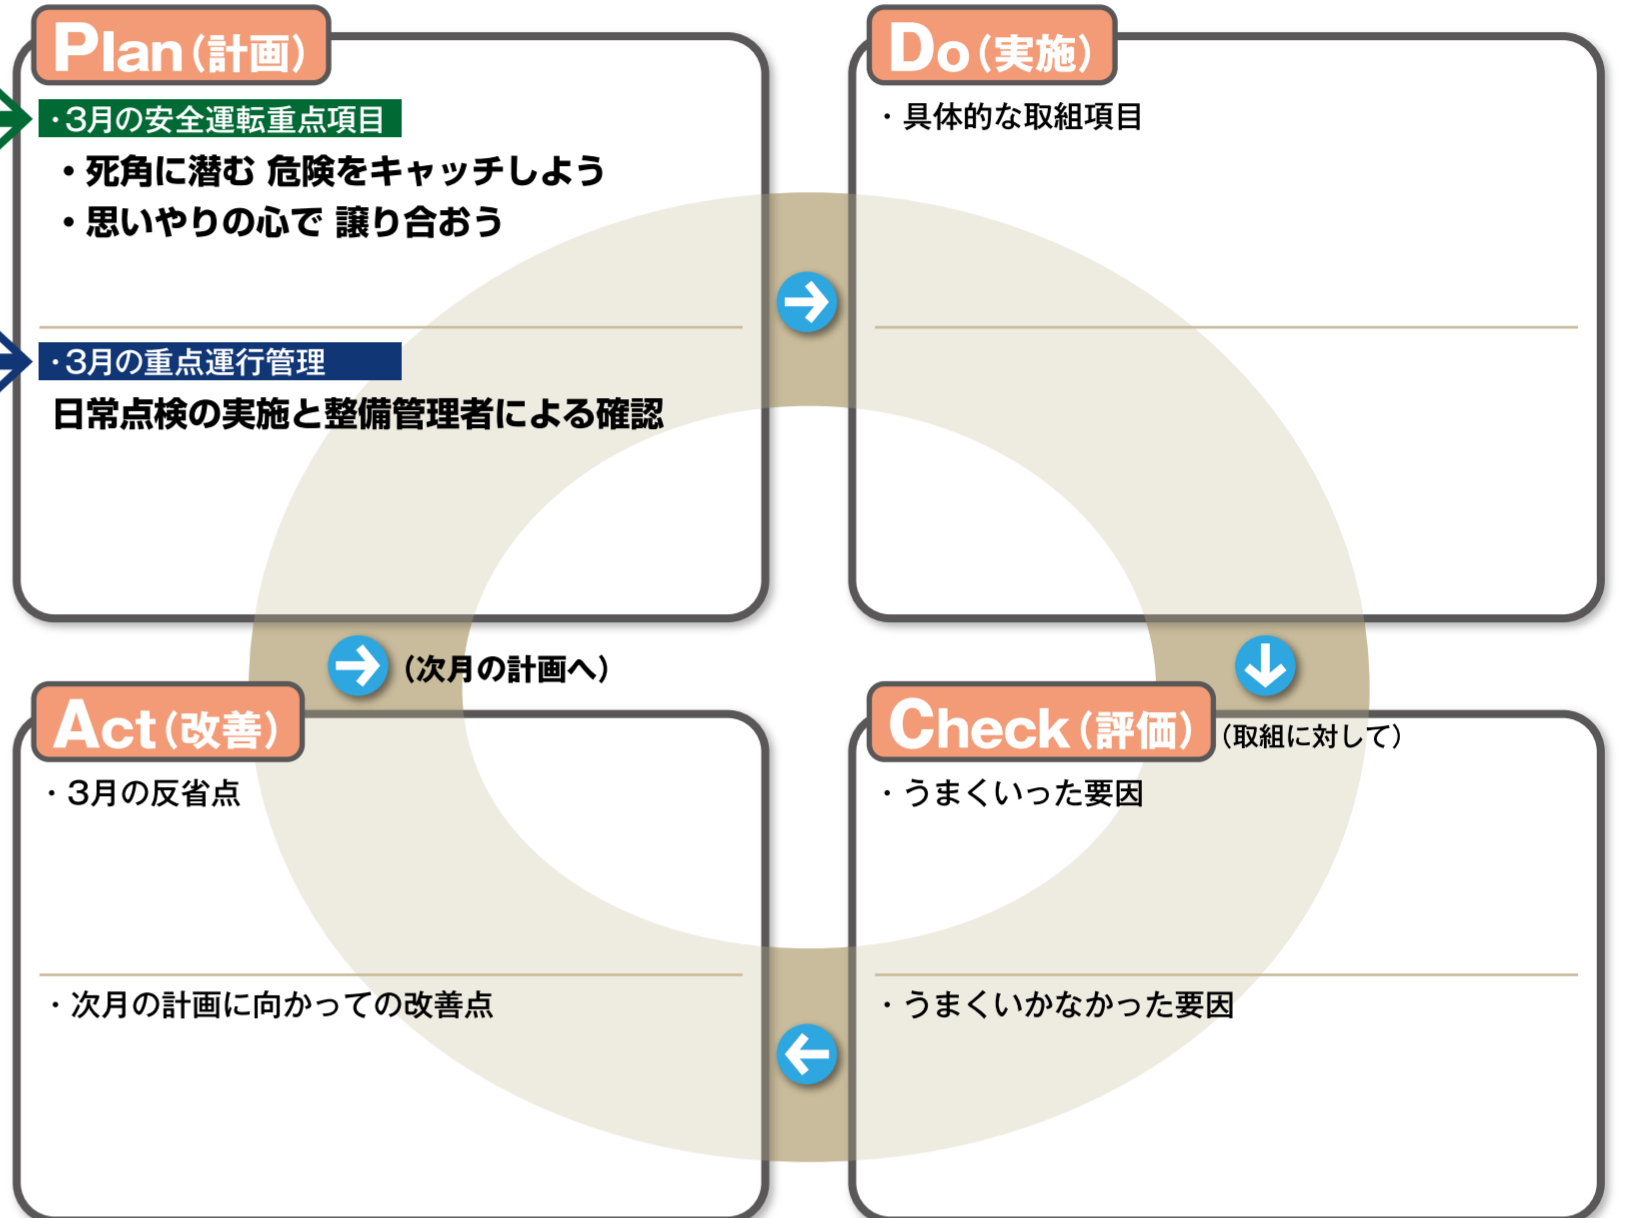 Plan(計画)
・3月の安全運転重点項目
・死角に潜む 危険をキャッチしよう
・思いやりの心で 譲り合おう
・3月の重点運行管理
日常点検の実施と整備管理者による確認
Do(実施)
・具体的な取組項目
(次月の計画へ)
Check(評価) (取組に対して)
・うまくいった要因
・うまくいかなかった要因
Act(改善)
・3月の反省点
・次月の計画に向かっての改善点